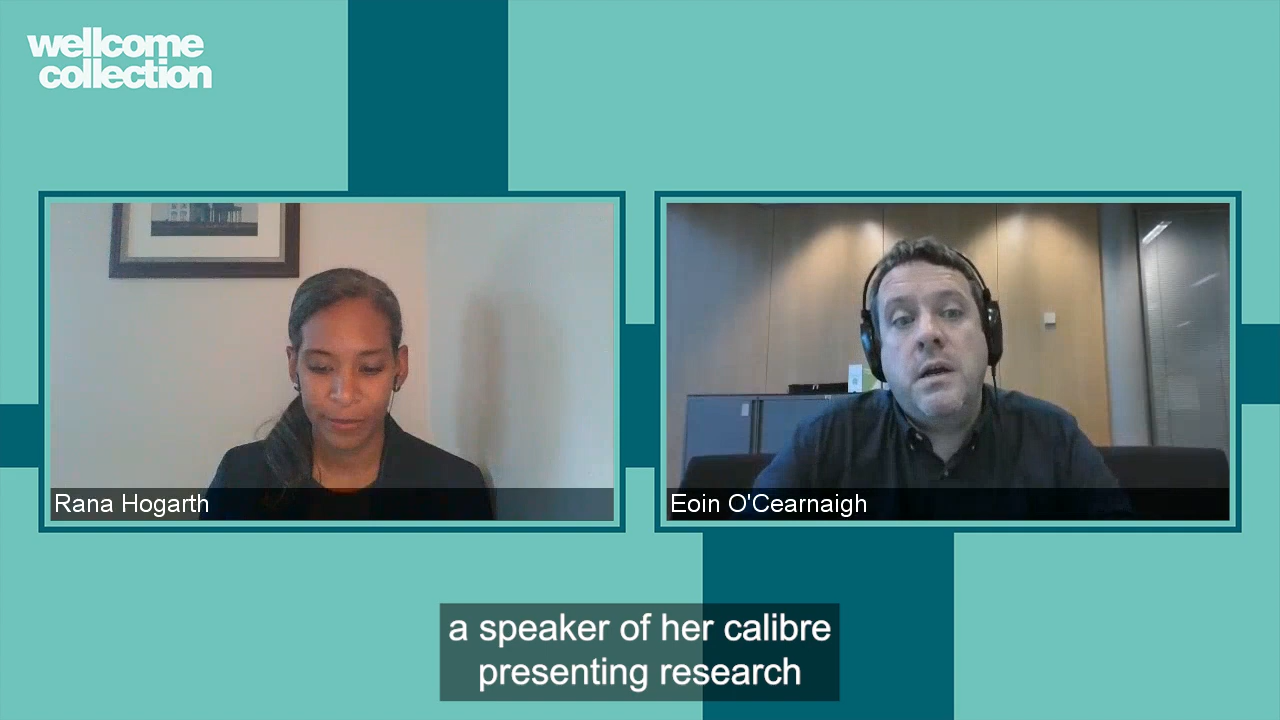 wellcome
collection
Rana Hogarth
Eoin O'Cearnaigh
a speaker of her calibre
presenting research